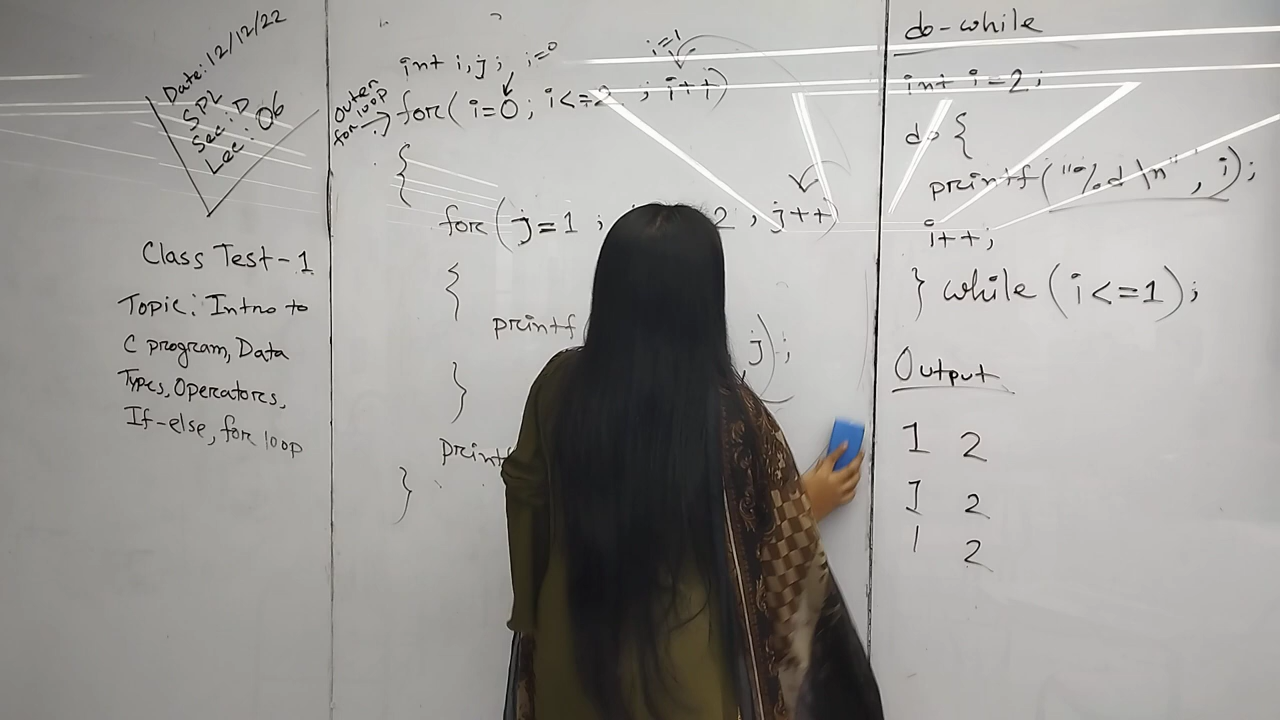 Date: 12/12/22
SPL
Sec: D
Lec: 06
Class Test-1
Topic: Intro to
C program, Data
Types, Operators,
If-else, for loop
int i,j; i=0
i=1
Outer
for loop
for( i=0; i<=2 ; i++)
{
for( j=1 ; 2 ; j++)
{
printf j);
}
printf
}
do-while
int i=2;
do {
printf("%d\n", i);
i++;
} while (i<=1);
Output
1 2
1 2
1 2